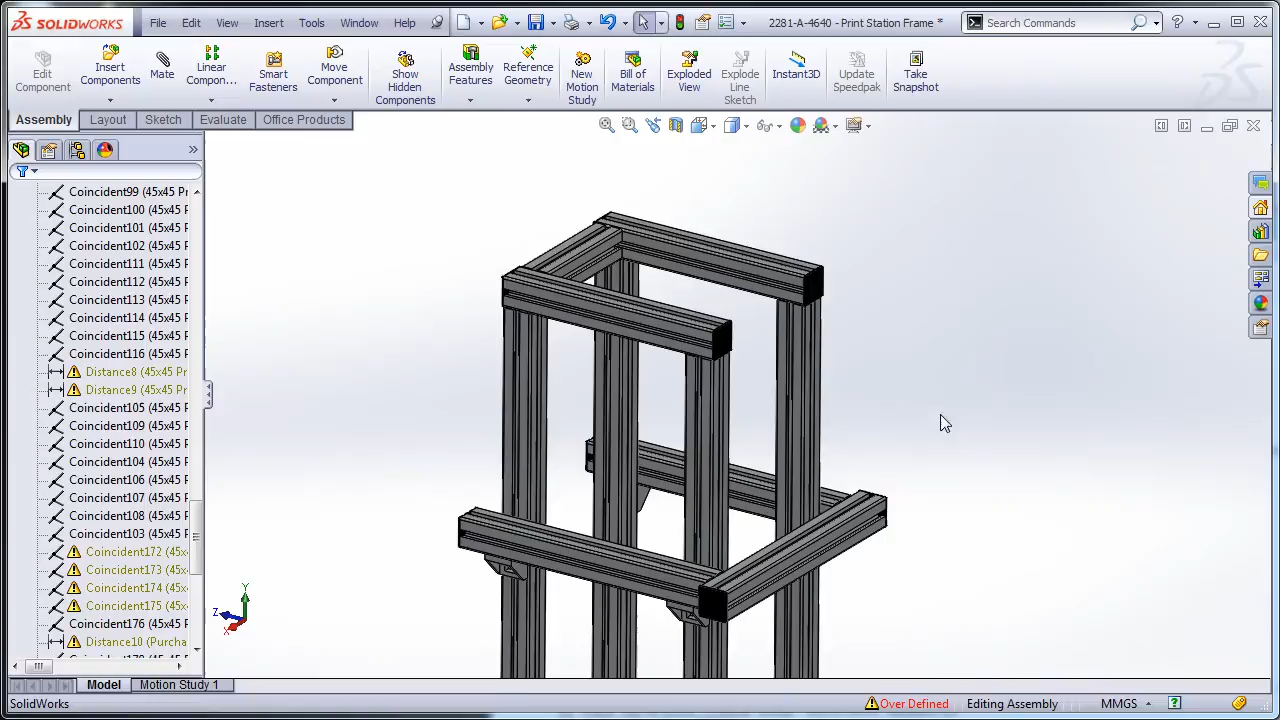 SOLIDWORKS File Edit View Insert Tools Window Help 2281-A-4640 - Print Station Frame * Search Commands
Edit Component
Insert Components
Mate
Linear Compon...
Smart Fasteners
Move Component
Show Hidden Components
Assembly Features
Reference Geometry
New Motion Study
Bill of Materials
Exploded View
Explode Line Sketch
Instant3D
Update Speedpak
Take Snapshot
Assembly Layout Sketch Evaluate Office Products
Coincident99 (45x45 Pr
Coincident100 (45x45 P
Coincident101 (45x45 P
Coincident102 (45x45 P
Coincident111 (45x45 P
Coincident112 (45x45 P
Coincident113 (45x45 P
Coincident114 (45x45 P
Coincident115 (45x45 P
Coincident116 (45x45 P
Distance8 (45x45 Pr
Distance9 (45x45 Pr
Coincident105 (45x45 P
Coincident109 (45x45 P
Coincident110 (45x45 P
Coincident104 (45x45 P
Coincident106 (45x45 P
Coincident107 (45x45 P
Coincident108 (45x45 P
Coincident103 (45x45 P
Coincident172 (45x
Coincident173 (45x
Coincident174 (45x
Coincident175 (45x
Coincident176 (45x45 P
Distance10 (Purcha
Y
Z
X
Model Motion Study 1
SolidWorks Over Defined Editing Assembly MMGS